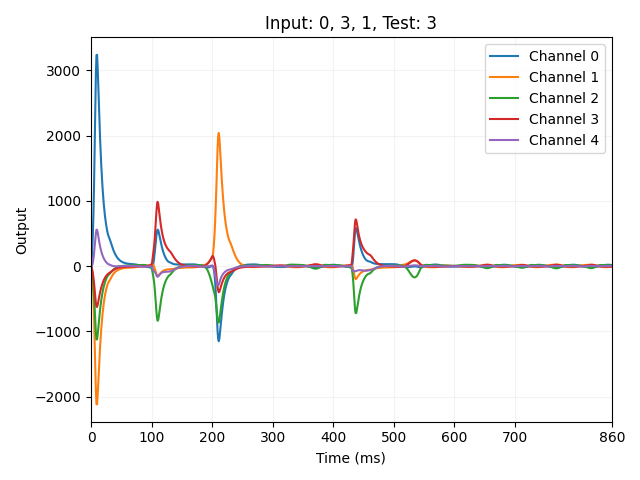 Input: 0, 3, 1, Test: 3
Channel 0
Channel 1
Channel 2
Channel 3
Channel 4
3000
2000
1000
0
−1000
−2000
Output
0 100 200 300 400 500 600 700 860
Time (ms)